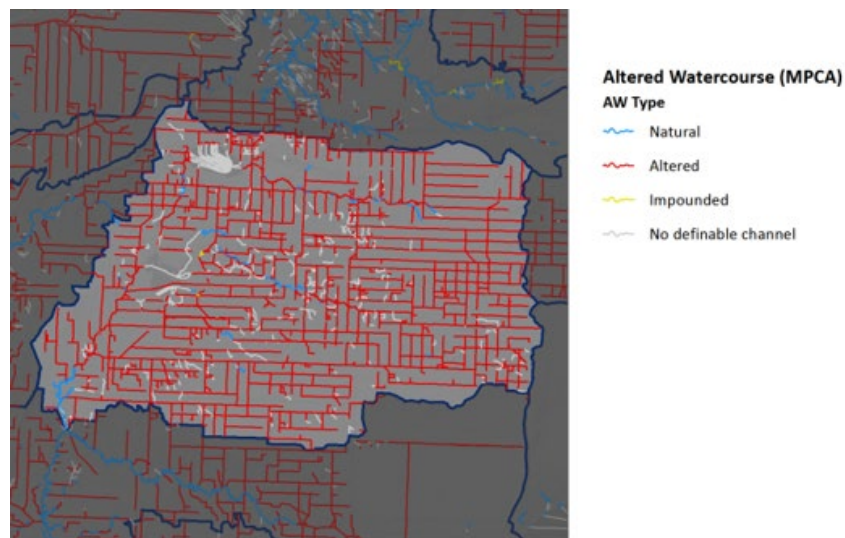 Altered Watercourse (MPCA)
AW Type
Natural
Altered
Impounded
No definable channel